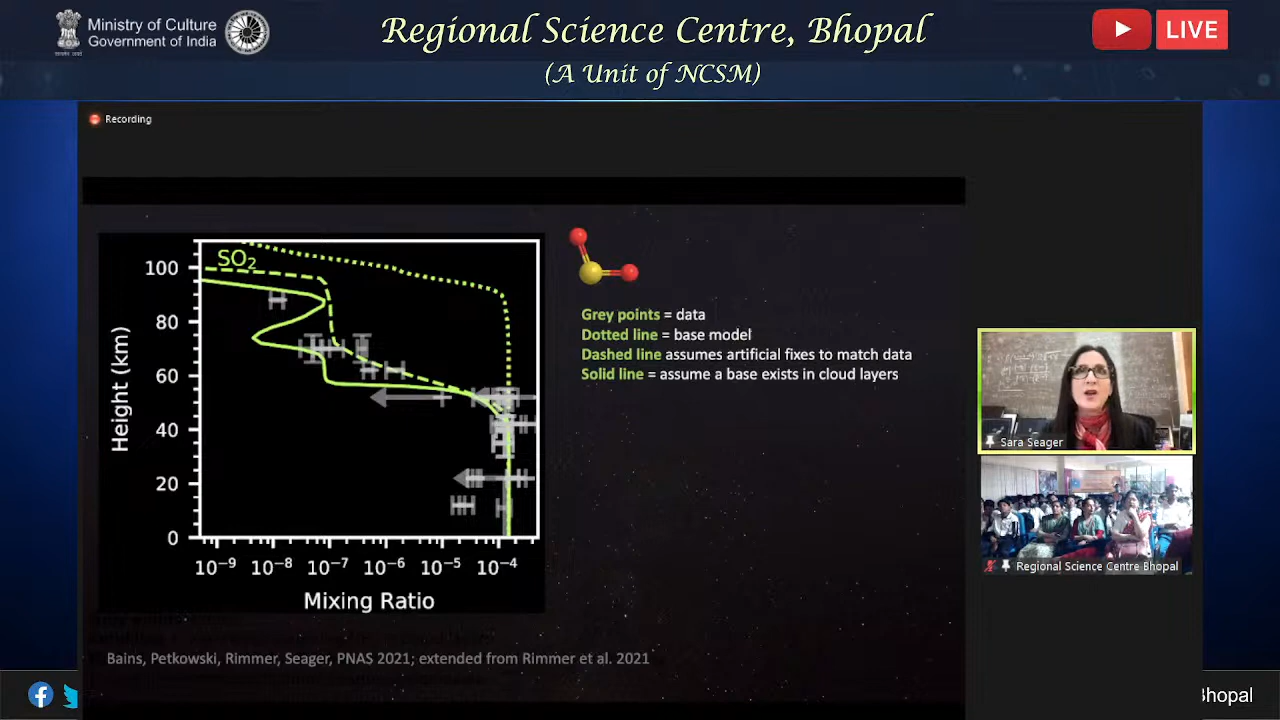 Ministry of Culture
Government of India
Regional Science Centre, Bhopal
(A Unit of NCSM)
LIVE
Recording
SO₂
100
80
60
40
20
0
Height (km)
10⁻⁹ 10⁻⁸ 10⁻⁷ 10⁻⁶ 10⁻⁵ 10⁻⁴
Mixing Ratio
Grey points = data
Dotted line = base model
Dashed line assumes artificial fixes to match data
Solid line = assume a base exists in cloud layers
Bains, Petkowski, Rimmer, Seager, PNAS 2021; extended from Rimmer et al. 2021
Sara Seager
Regional Science Centre Bhopal
Bhopal